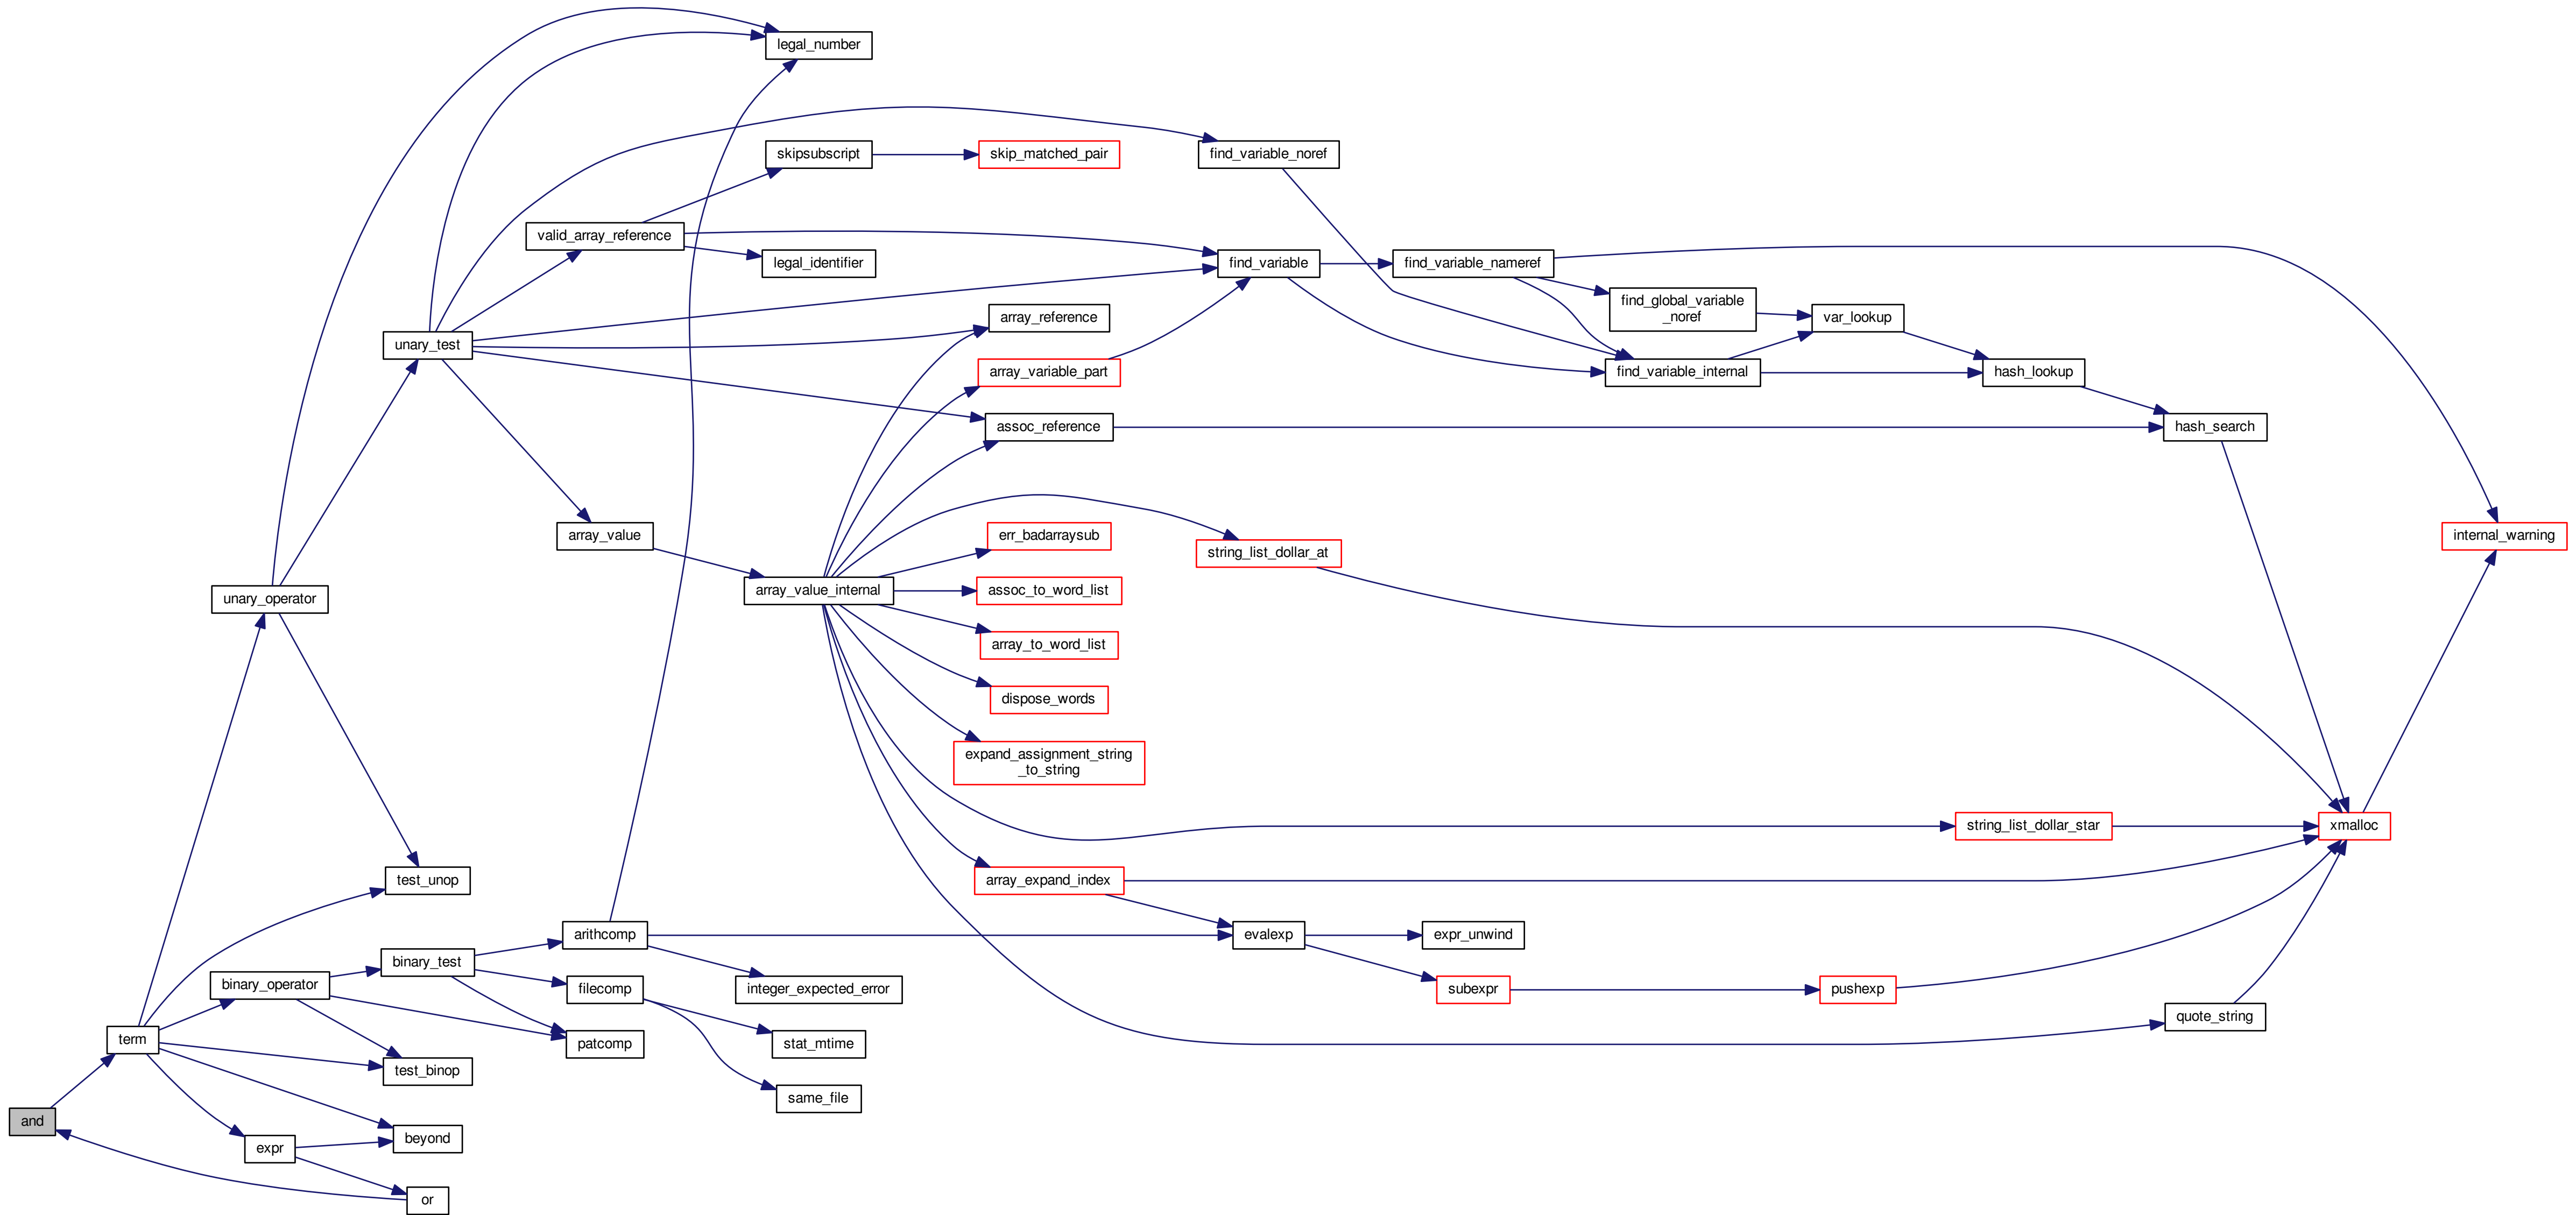 legal_number
skipsubscript
skip_matched_pair
find_variable_noref
valid_array_reference
legal_identifier
find_variable
find_variable_nameref
find_global_variable
_noref
array_reference
var_lookup
unary_test
array_variable_part
find_variable_internal
hash_lookup
assoc_reference
hash_search
array_value
err_badarraysub
string_list_dollar_at
internal_warning
array_value_internal
assoc_to_word_list
unary_operator
array_to_word_list
dispose_words
expand_assignment_string
_to_string
string_list_dollar_star
xmalloc
test_unop
array_expand_index
arithcomp
evalexp
expr_unwind
binary_test
binary_operator
filecomp
integer_expected_error
subexpr
pushexp
quote_string
term
patcomp
stat_mtime
test_binop
same_file
and
beyond
expr
or